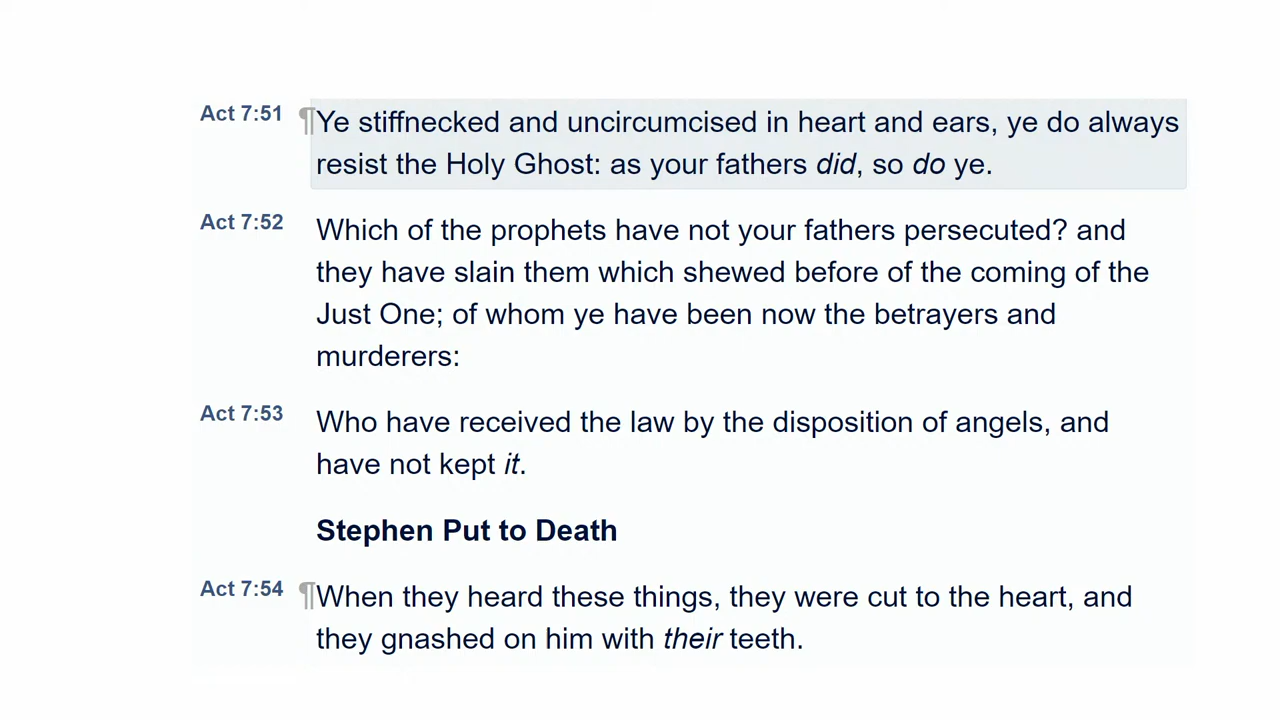 Act 7:51 ¶Ye stiffnecked and uncircumcised in heart and ears, ye do always
resist the Holy Ghost: as your fathers did, so do ye.
Act 7:52 Which of the prophets have not your fathers persecuted? and
they have slain them which shewed before of the coming of the
Just One; of whom ye have been now the betrayers and
murderers:
Act 7:53 Who have received the law by the disposition of angels, and
have not kept it.
Stephen Put to Death
Act 7:54 ¶When they heard these things, they were cut to the heart, and
they gnashed on him with their teeth.